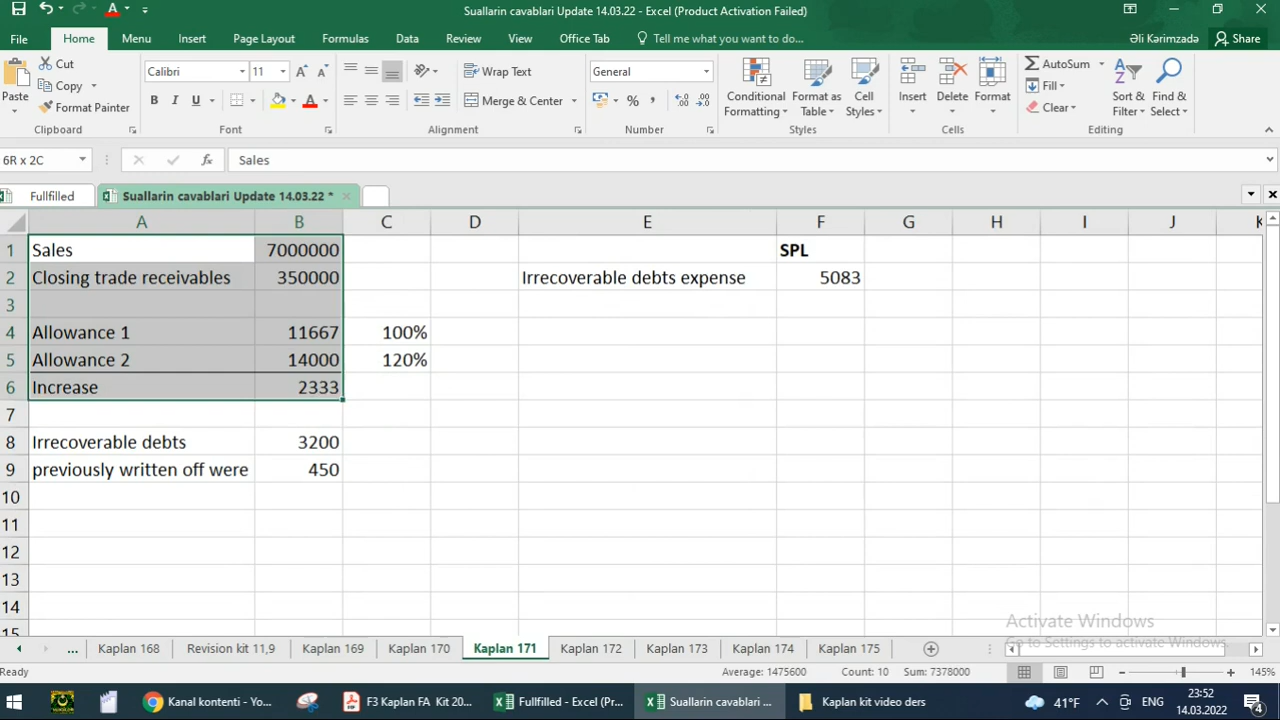 Suallarin cavablari Update 14.03.22 - Excel (Product Activation Failed)
File Home Menu Insert Page Layout Formulas Data Review View Office Tab Tell me what you want to do... Əli Kərimzadə Share
Paste
Cut
Copy
Format Painter
Clipboard
Calibri 11
B I U
Font
Wrap Text
Merge & Center
Alignment
General
Number
Conditional Formatting
Format as Table
Cell Styles
Styles
Insert
Delete
Format
Cells
AutoSum
Fill
Clear
Sort & Filter
Find & Select
Editing
6R x 2C fx Sales
Fullfilled Suallarin cavablari Update 14.03.22 *
A B C D E F G H I J K
1 Sales 7000000 SPL
2 Closing trade receivables 350000 Irrecoverable debts expense 5083
3
4 Allowance 1 11667 100%
5 Allowance 2 14000 120%
6 Increase 2333
7
8 Irrecoverable debts 3200
9 previously written off were 450
10
11
12
13
14
15
Activate Windows
Go to Settings to activate Windows.
... Kaplan 168 Revision kit 11,9 Kaplan 169 Kaplan 170 Kaplan 171 Kaplan 172 Kaplan 173 Kaplan 174 Kaplan 175
Ready Average: 1475600 Count: 10 Sum: 7378000 145%
Kanal kontenti - Yo... F3 Kaplan FA Kit 20... Fullfilled - Excel (Pr... Suallarin cavablari ... Kaplan kit video ders 41°F ENG 23:52
14.03.2022 4